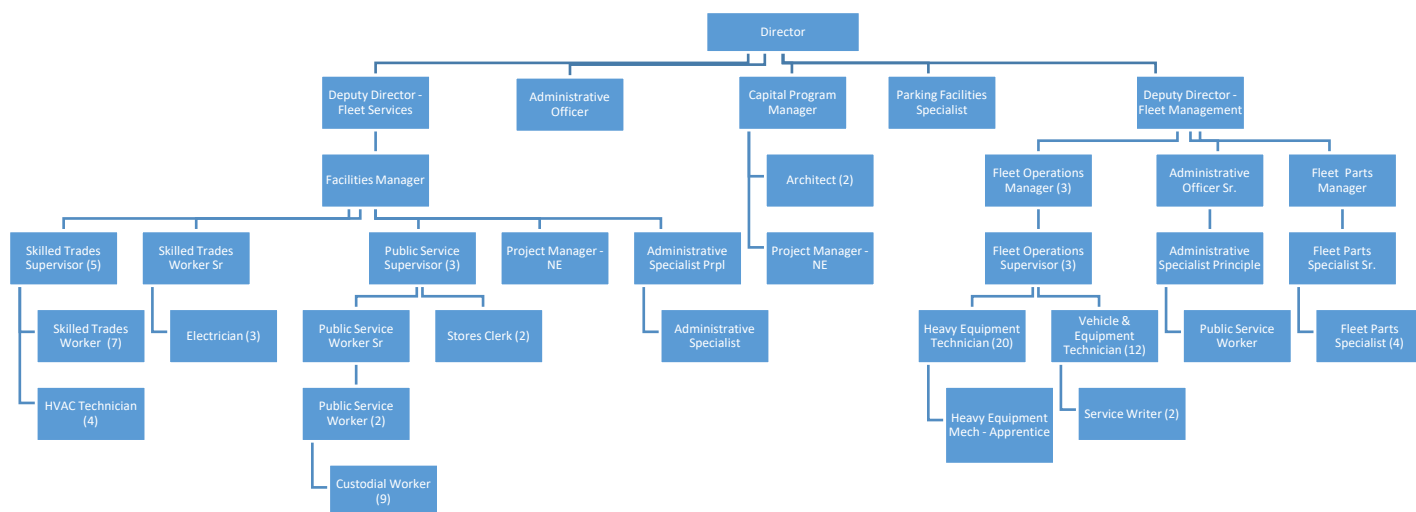 Director
Deputy Director -
Fleet Services
Administrative
Officer
Capital Program
Manager
Parking Facilities
Specialist
Deputy Director -
Fleet Management
Facilities Manager
Architect (2)
Fleet Operations
Manager (3)
Administrative
Officer Sr.
Fleet Parts
Manager
Skilled Trades
Supervisor (5)
Skilled Trades
Worker Sr
Public Service
Supervisor (3)
Project Manager -
NE
Administrative
Specialist Prpl
Project Manager -
NE
Fleet Operations
Supervisor (3)
Administrative
Specialist Principle
Fleet Parts
Specialist Sr.
Skilled Trades
Worker (7)
Electrician (3)
Public Service
Worker Sr
Stores Clerk (2)
Administrative
Specialist
Heavy Equipment
Technician (20)
Vehicle &
Equipment
Technician (12)
Public Service
Worker
Fleet Parts
Specialist (4)
HVAC Technician
(4)
Public Service
Worker (2)
Heavy Equipment
Mech - Apprentice
Service Writer (2)
Custodial Worker
(9)